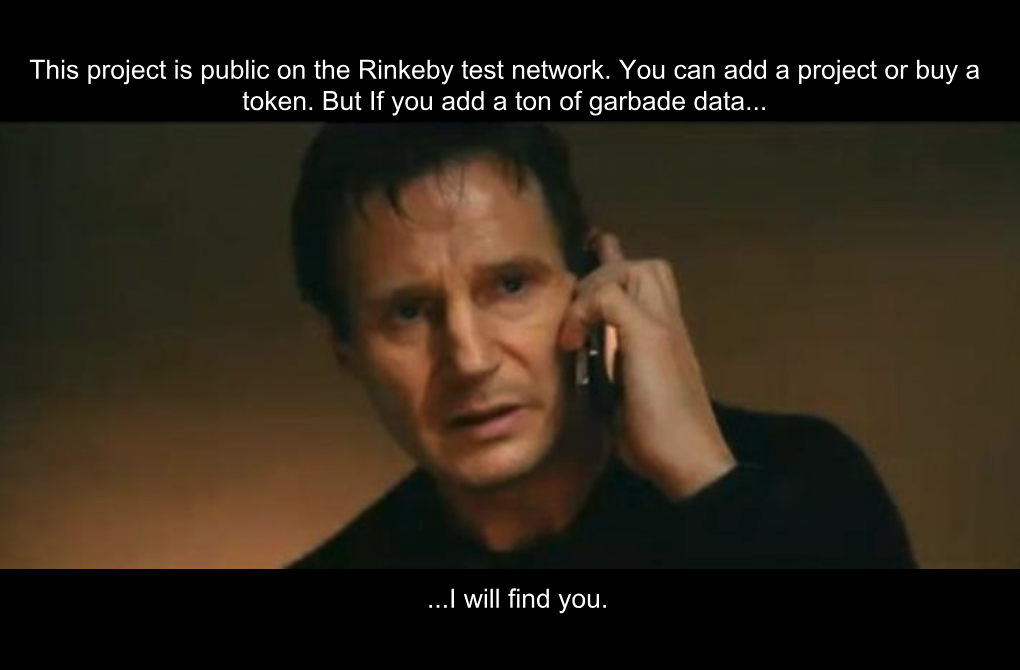 This project is public on the Rinkeby test network. You can add a project or buy a
token. But If you add a ton of garbade data...
...I will find you.